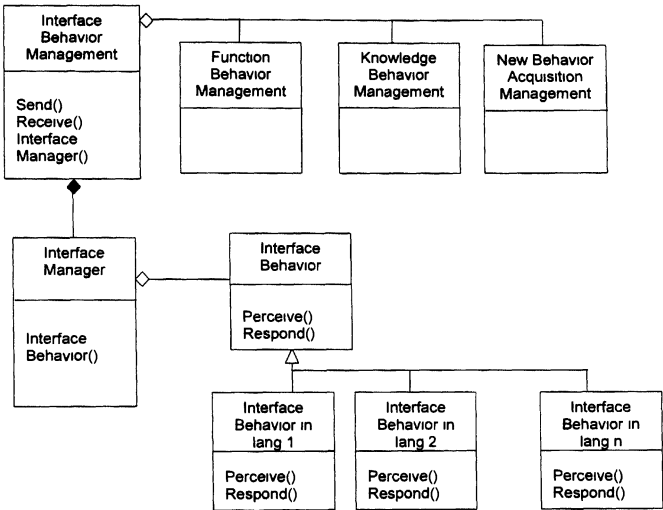 Interface
Behavior
Management
Send()
Receive()
Interface
Manager()
Function
Behavior
Management
Knowledge
Behavior
Management
New Behavior
Acquisition
Management
Interface
Manager
Interface
Behavior()
Interface
Behavior
Perceive()
Respond()
Interface
Behavior in
lang 1
Perceive()
Respond()
Interface
Behavior in
lang 2
Perceive()
Respond()
Interface
Behavior in
lang n
Perceive()
Respond()